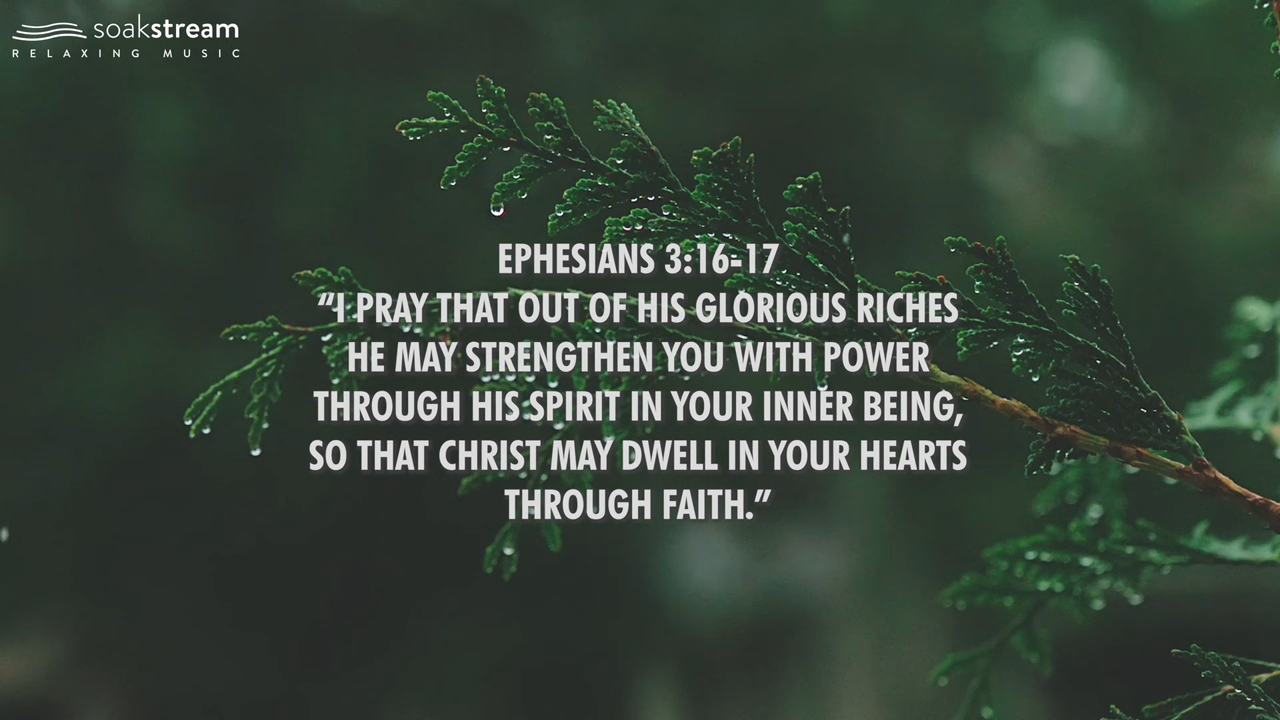 soakstream
RELAXING MUSIC
EPHESIANS 3:16-17
“I PRAY THAT OUT OF HIS GLORIOUS RICHES
HE MAY STRENGTHEN YOU WITH POWER
THROUGH HIS SPIRIT IN YOUR INNER BEING,
SO THAT CHRIST MAY DWELL IN YOUR HEARTS
THROUGH FAITH.”